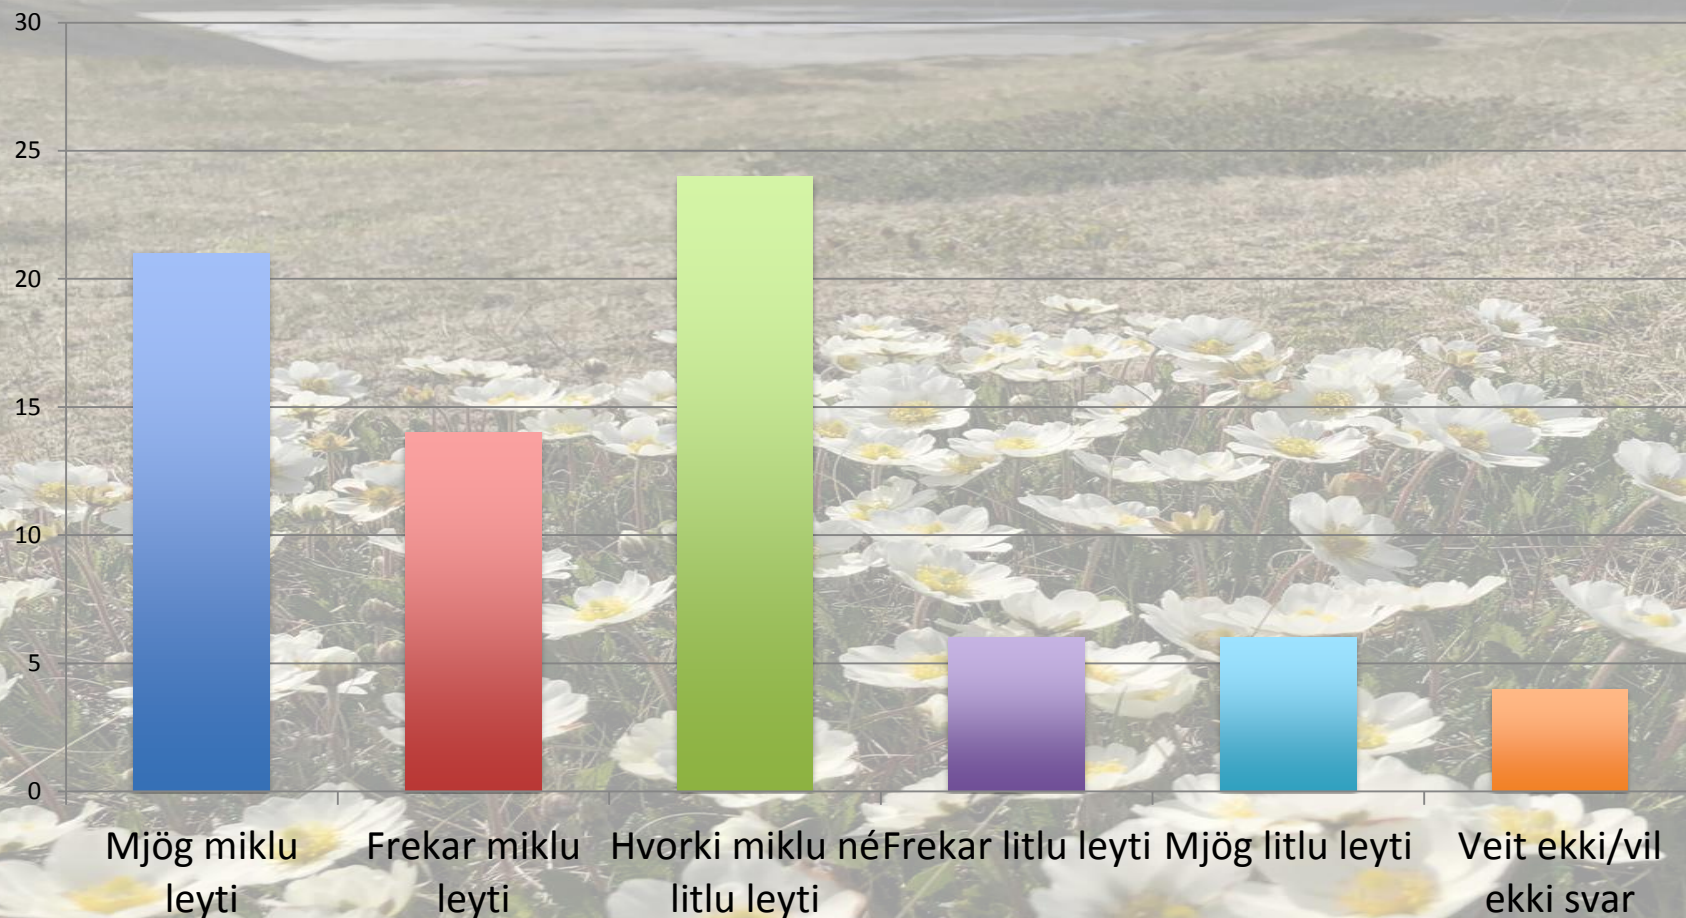 30
25
20
15
10
5
0
Mjög miklu leyti
Frekar miklu leyti
Hvorki miklu né litlu leyti
Frekar litlu leyti
Mjög litlu leyti
Veit ekki/vil ekki svar